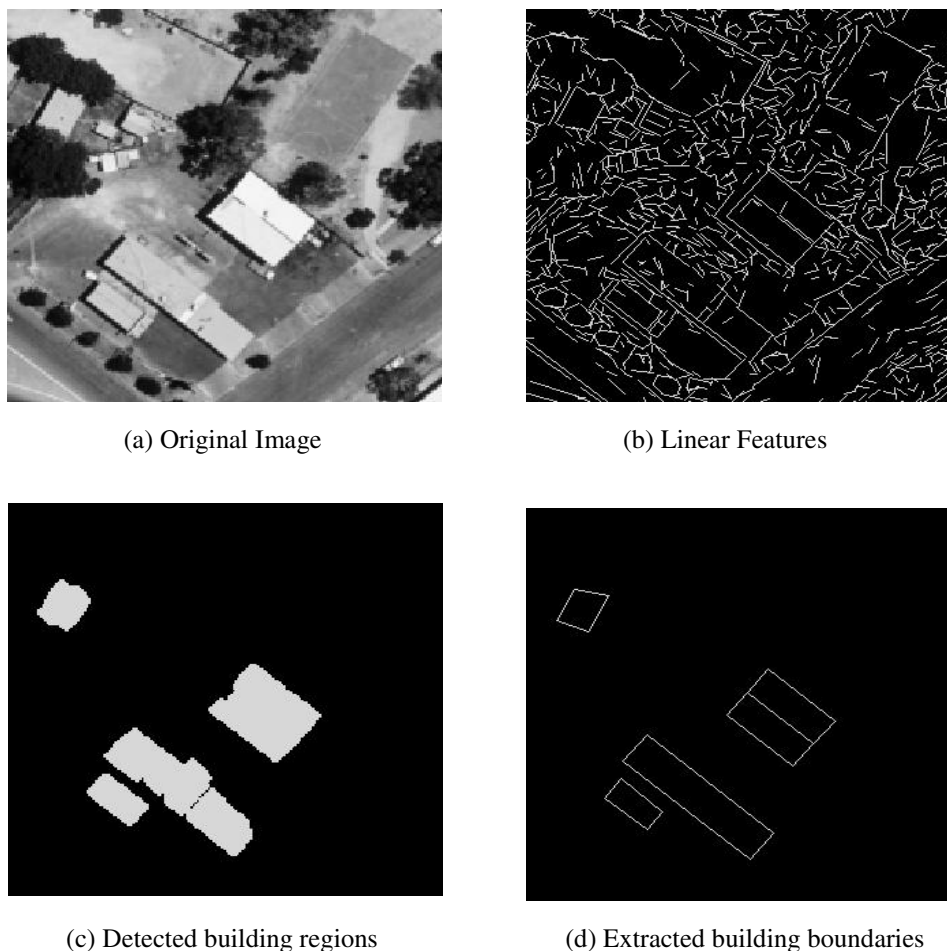 (a) Original Image
(b) Linear Features
(c) Detected building regions
(d) Extracted building boundaries